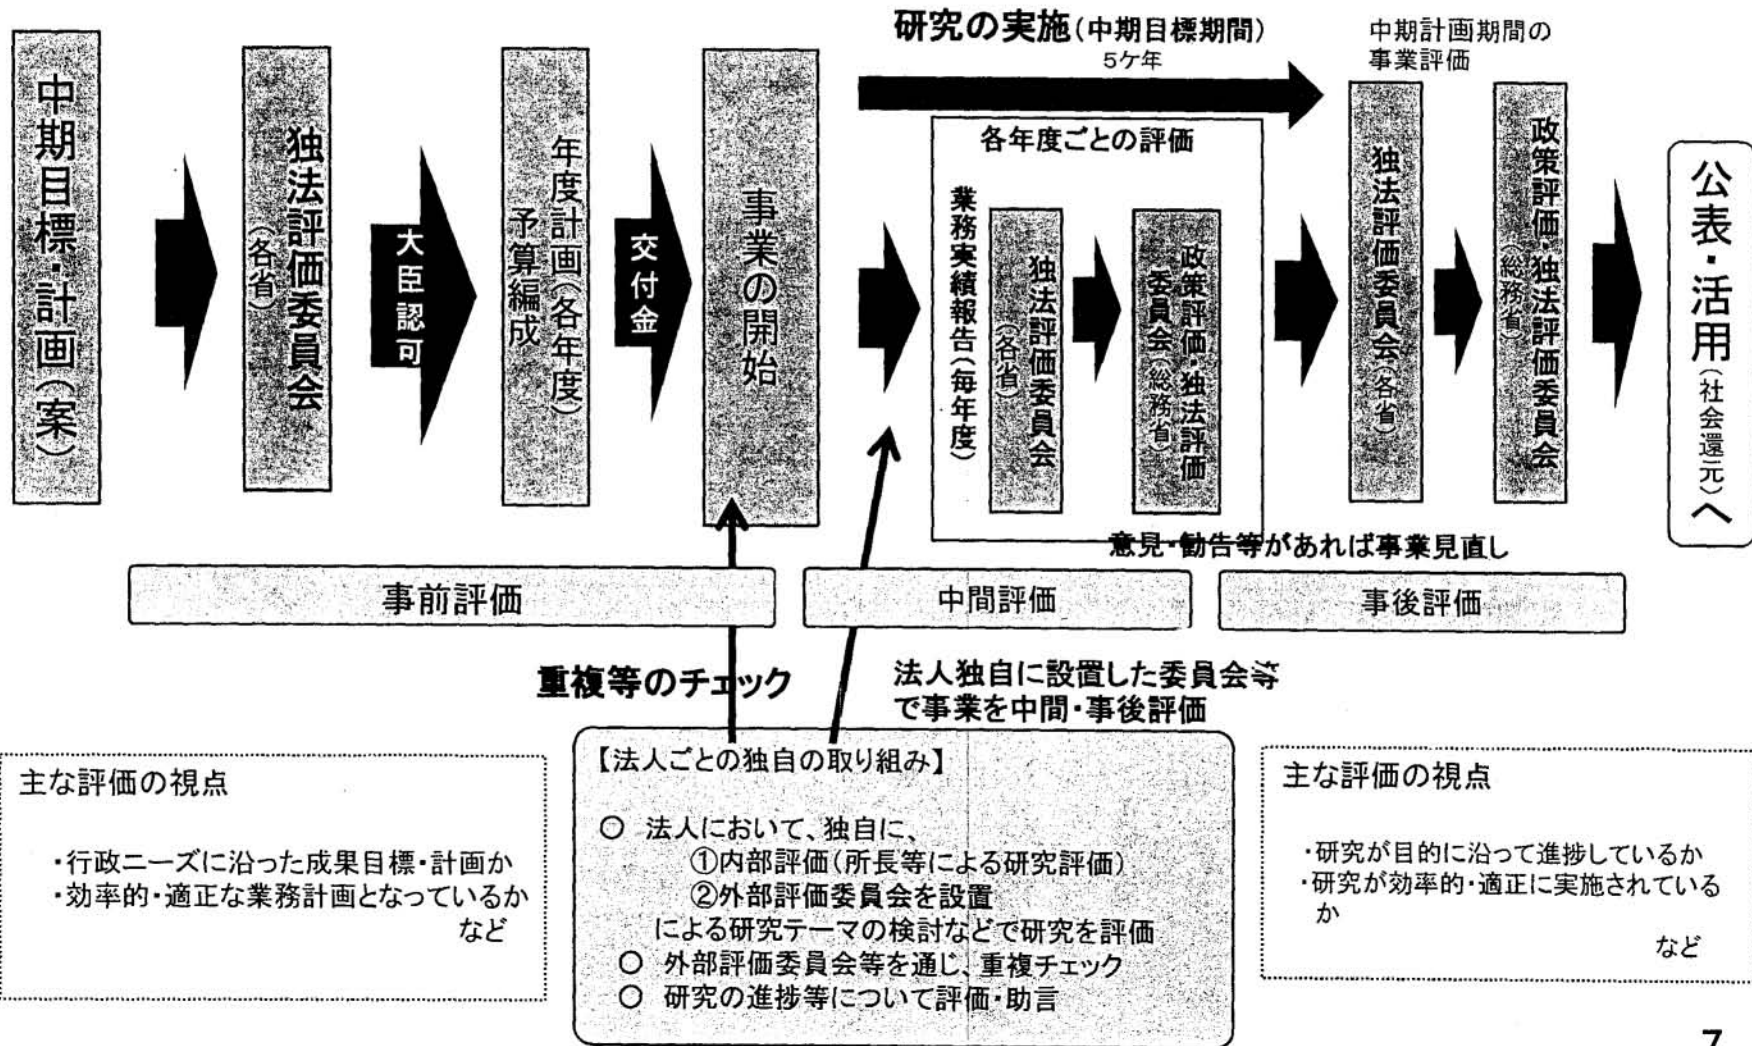 研究の実施(中期目標期間)
5ケ年
中期計画期間の
事業評価
中期目標・計画(案)
独法評価委員会
(各省)
大臣認可
年度計画(各年度)
予算編成
交付金
事業の開始
各年度ごとの評価
業務実績報告(毎年度)
独法評価委員会
(各省)
政策評価・独法評価
委員会(総務省)
独法評価委員会(各省)
政策評価・独法評価委員会
(総務省)
公表・活用(社会還元)へ
意見・勧告等があれば事業見直し
事前評価
中間評価
事後評価
重複等のチェック
法人独自に設置した委員会等
で事業を中間・事後評価
主な評価の視点
・行政ニーズに沿った成果目標・計画か
・効率的・適正な業務計画となっているか
など
【法人ごとの独自の取り組み】
○ 法人において、独自に、
①内部評価(所長等による研究評価)
②外部評価委員会を設置
による研究テーマの検討などで研究を評価
○ 外部評価委員会等を通じ、重複チェック
○ 研究の進捗等について評価・助言
主な評価の視点
・研究が目的に沿って進捗しているか
・研究が効率的・適正に実施されている
か
など
7